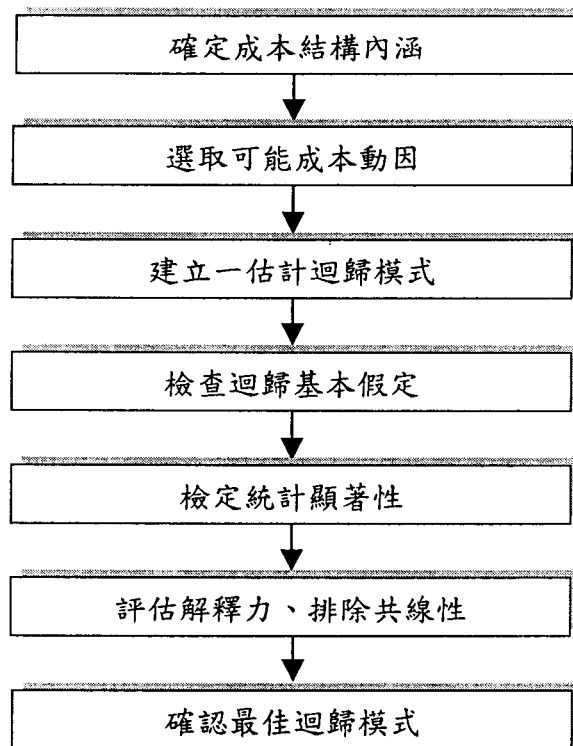 確定成本結構內涵
選取可能成本動因
建立一估計迴歸模式
檢查迴歸基本假定
檢定統計顯著性
評估解釋力、排除共線性
確認最佳迴歸模式